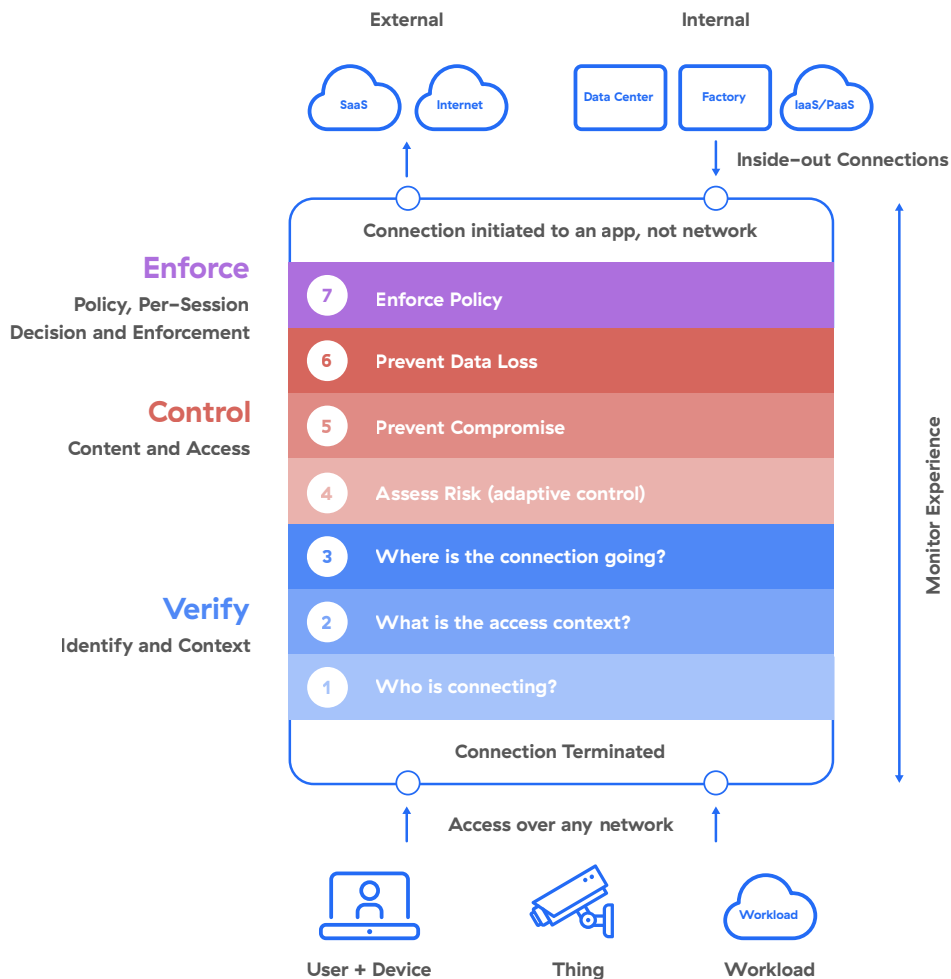 External
Internal
SaaS
Internet
Data Center
Factory
IaaS/PaaS
Inside-out Connections
Connection initiated to an app, not network
Enforce
Policy, Per-Session
Decision and Enforcement
7
Enforce Policy
6
Prevent Data Loss
Control
Content and Access
5
Prevent Compromise
4
Assess Risk (adaptive control)
3
Where is the connection going?
Verify
Identify and Context
2
What is the access context?
1
Who is connecting?
Monitor Experience
Connection Terminated
Access over any network
Workload
User + Device
Thing
Workload